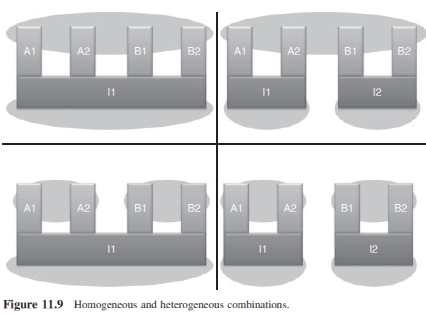 A1 A2 B1 B2 A1 A2 B1 B2
I1 I1 I2
A1 A2 B1 B2 A1 A2 B1 B2
I1 I1 I2
Figure 11.9 Homogeneous and heterogeneous combinations.